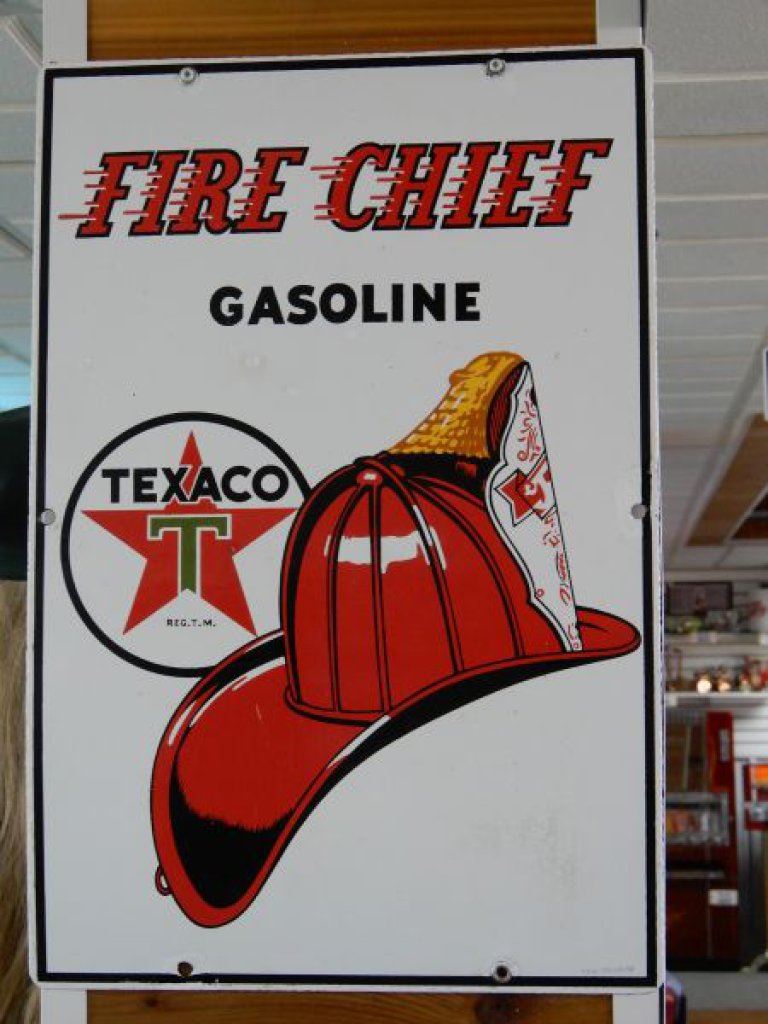 FIRE CHIEF
GASOLINE
TEXACO
T
REG.T.M.